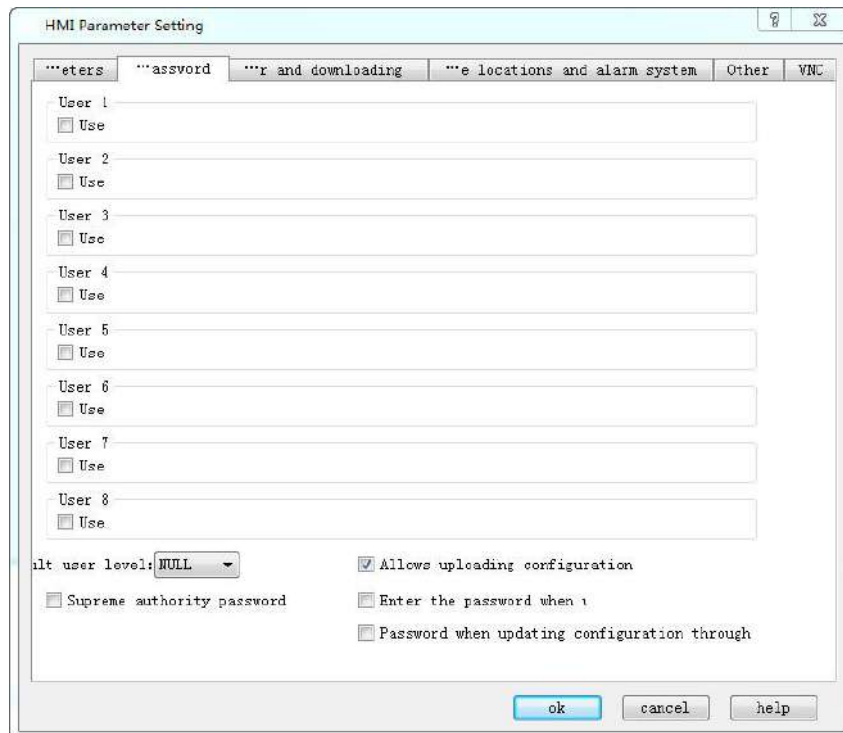 HMI Parameter Setting
…eters …assword …r and downloading …e locations and alarm system Other VNC
User 1
Use
User 2
Use
User 3
Use
User 4
Use
User 5
Use
User 6
Use
User 7
Use
User 8
Use
ult user level: NULL Allows uploading configuration
Supreme authority password Enter the password when
Password when updating configuration through
ok cancel help